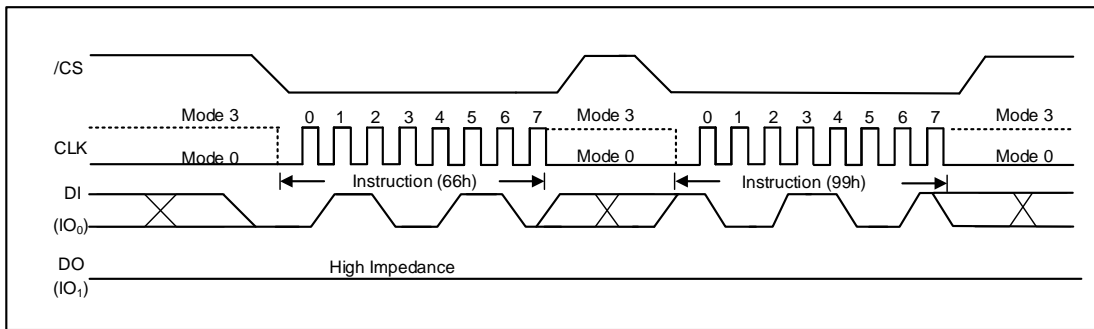 /CS
Mode 3 0 1 2 3 4 5 6 7 Mode 3 0 1 2 3 4 5 6 7 Mode 3
CLK
Mode 0 Mode 0 Mode 0
Instruction (66h) Instruction (99h)
DI
(IO₀)
DO High Impedance
(IO₁)